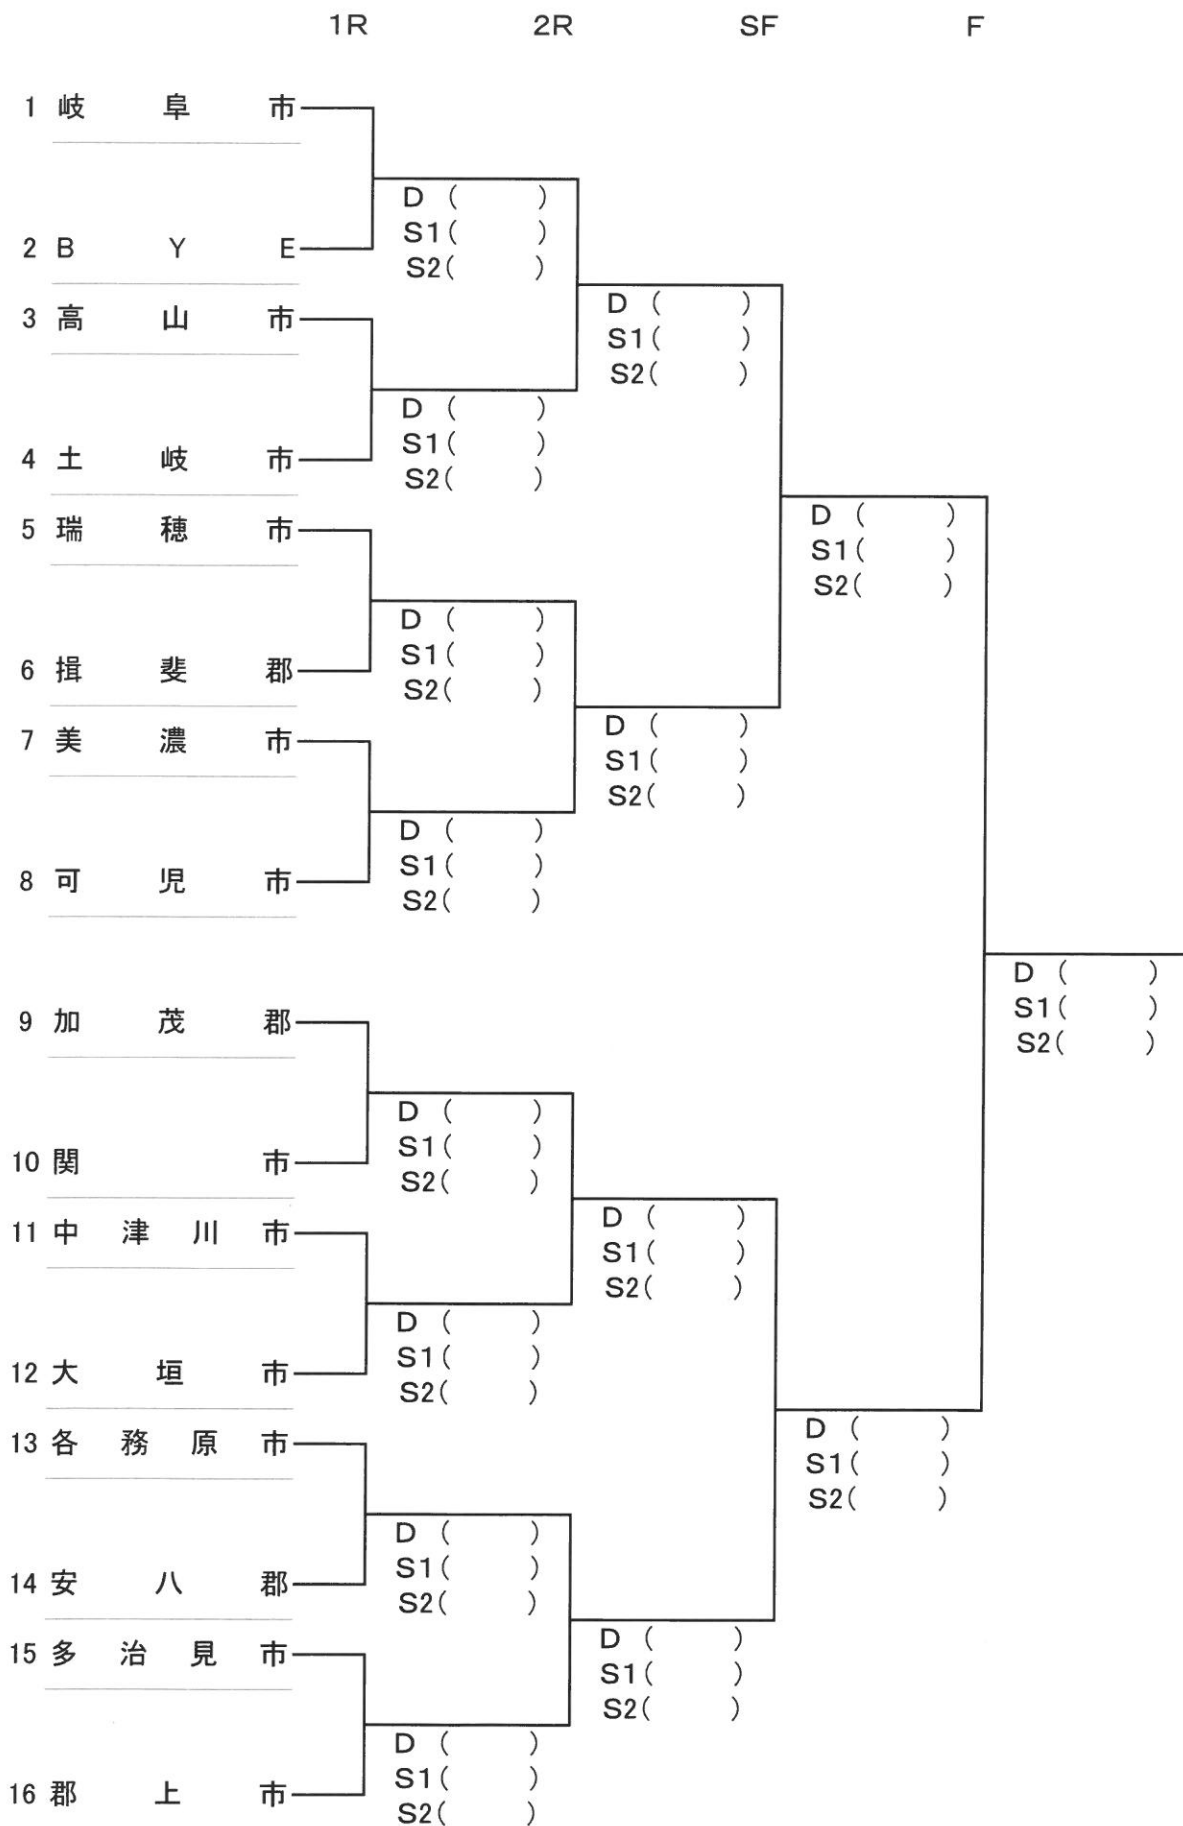 1R 2R SF F
1 岐阜市
D ( )
S1( )
2 BYE
S2( )
D ( )
3 高山市
S1( )
S2( )
D ( )
S1( )
4 土岐市
S2( )
D ( )
5 瑞穂市
S1( )
S2( )
D ( )
S1( )
6 揖斐郡
S2( )
D ( )
7 美濃市
S1( )
S2( )
D ( )
S1( )
8 可児市
S2( )
D ( )
S1( )
9 加茂郡
S2( )
D ( )
S1( )
10 関市
S2( )
D ( )
11 中津川市
S1( )
S2( )
D ( )
S1( )
12 大垣市
S2( )
D ( )
13 各務原市
S1( )
S2( )
D ( )
S1( )
14 安八郡
S2( )
D ( )
15 多治見市
S1( )
S2( )
D ( )
S1( )
16 郡上市
S2( )